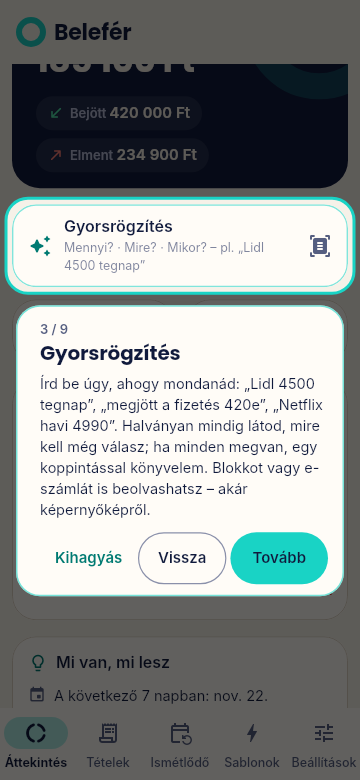 Belefér
Bejött 420 000 Ft
Elment 234 900 Ft
Gyorsrögzítés
Mennyi? · Mire? · Mikor? – pl. „Lidl
4500 tegnap”
3 / 9
Gyorsrögzítés
Írd be úgy, ahogy mondanád: „Lidl 4500
tegnap”, „megjött a fizetés 420e”, „Netflix
havi 4990”. Halványan mindig látod, mire
kell még válasz; ha minden megvan, egy
koppintással könyvelem. Blokkot vagy e-
számlát is beolvashatsz – akár
képernyőképről.
Kihagyás Vissza Tovább
Mi van, mi lesz
A következő 7 napban: nov. 22.
Áttekintés Tételek Ismétlődő Sablonok Beállítások